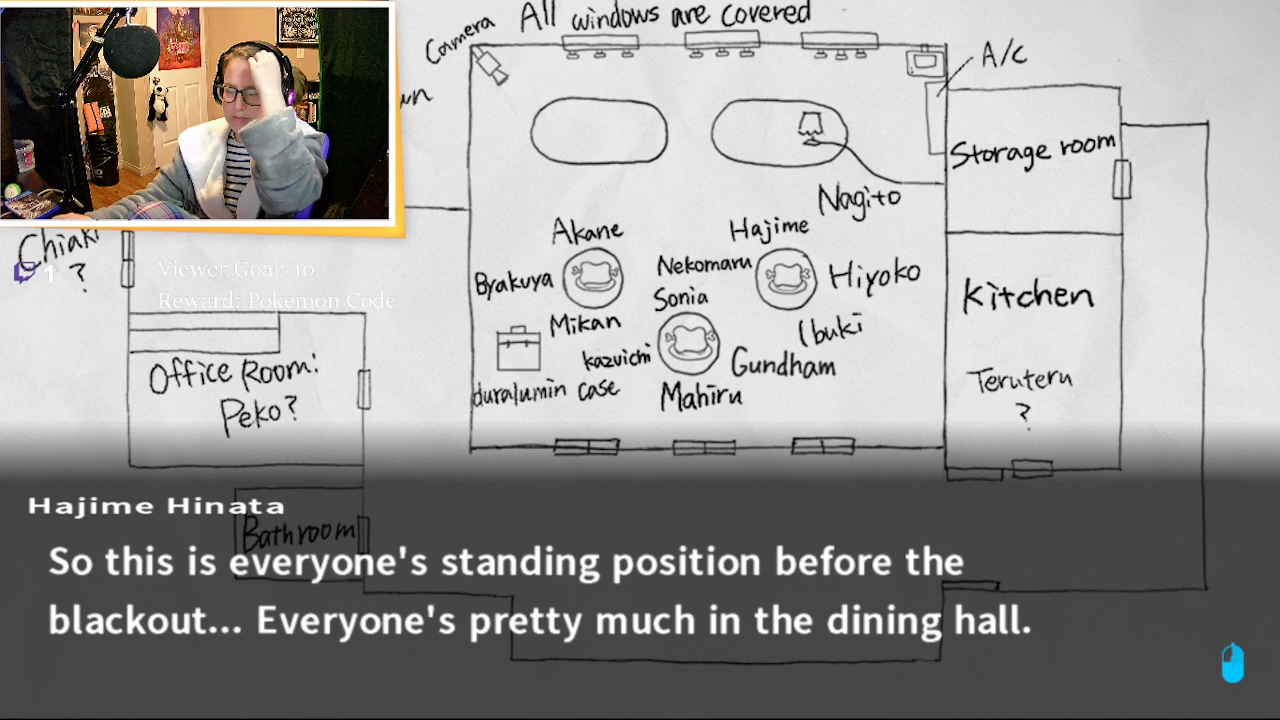 All windows are covered
Camera
A/C
Storage room
Nagito
Chiaki
?
1
Viewer Goal: 10
Reward: Pokemon Code
Akane
Hajime
Byakuya
Nekomaru
Hiyoko
Sonia
Kitchen
Mikan
Ibuki
kazuichi
Gundham
duralumin case
Mahiru
Teruteru
?
Office Room:
Peko?
Hajime Hinata
Bathroom
So this is everyone's standing position before the
blackout... Everyone's pretty much in the dining hall.